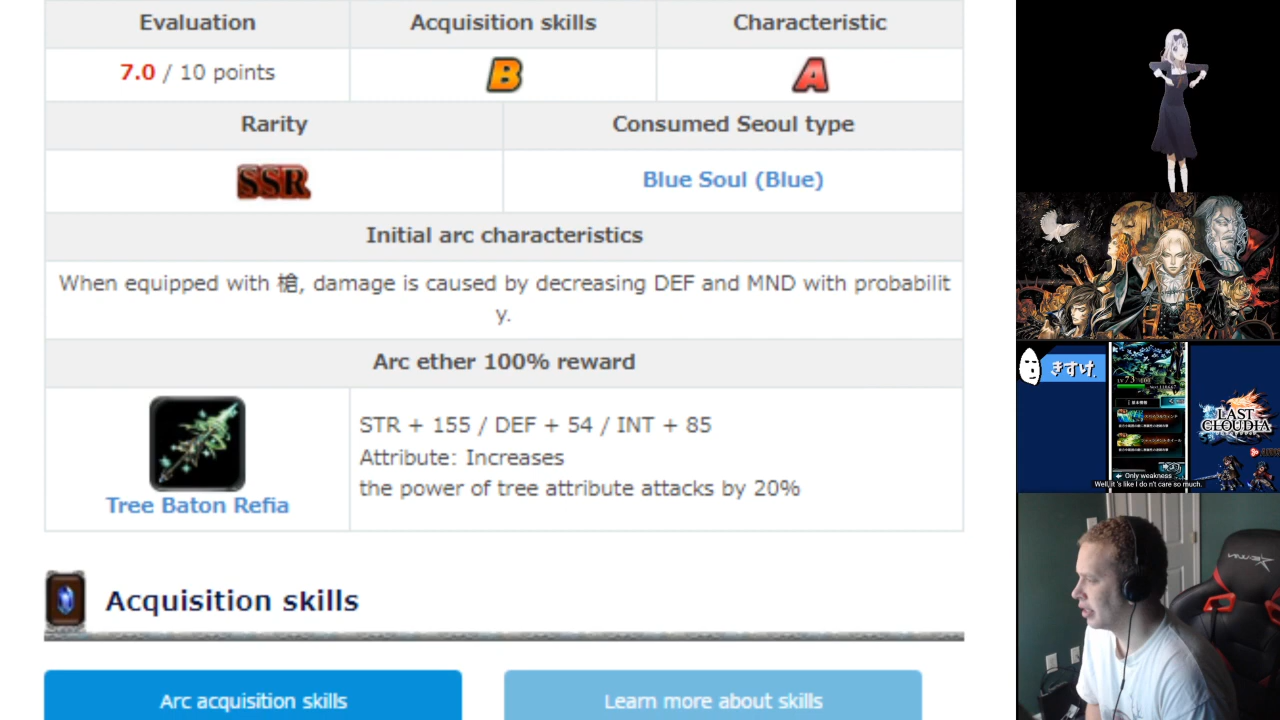 Evaluation
Acquisition skills
Characteristic
7.0 / 10 points
B
A
Rarity
Consumed Seoul type
SSR
Blue Soul (Blue)
Initial arc characteristics
When equipped with 槍, damage is caused by decreasing DEF and MND with probabilit
y.
Arc ether 100% reward
STR + 155 / DEF + 54 / INT + 85
Attribute: Increases
the power of tree attribute attacks by 20%
Tree Baton Refia
Acquisition skills
Arc acquisition skills
Learn more about skills
きすけ
LAST
CLOUDIA
Only weakness
Well, it 's like I do n't care so much.